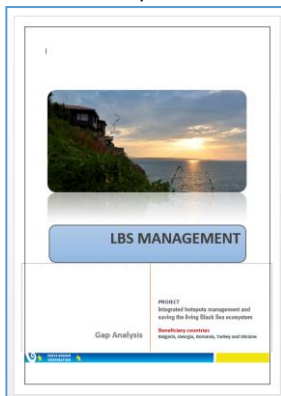 LBS MANAGEMENT
PROJECT
Integrated hotspots management and
saving the living Black Sea ecosystem
Gap Analysis
Beneficiary countries
Bulgaria, Georgia, Romania, Turkey and Ukraine